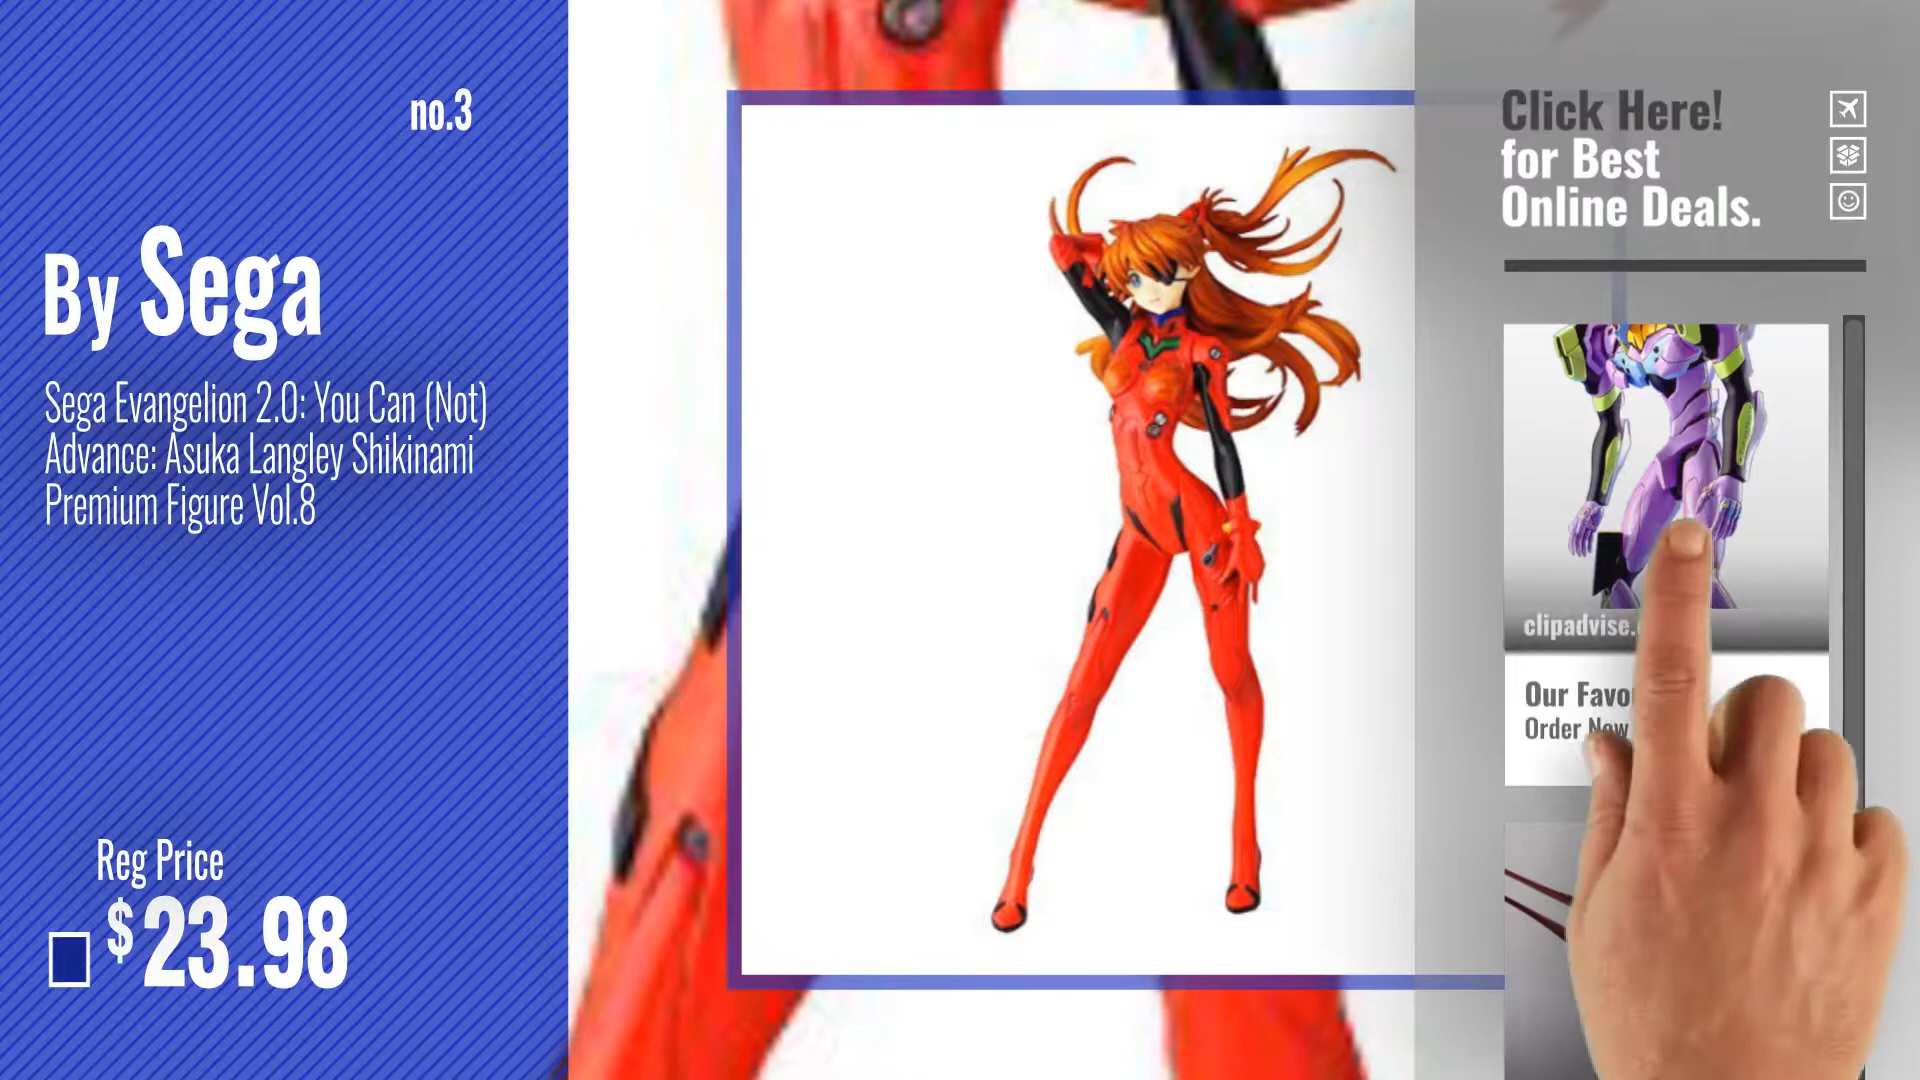 no.3
By Sega
Sega Evangelion 2.0: You Can (Not)
Advance: Asuka Langley Shikinami
Premium Figure Vol.8
Reg Price
$23.98
Click Here!
for Best
Online Deals.
clipadvise.
Our Favo
Order Now